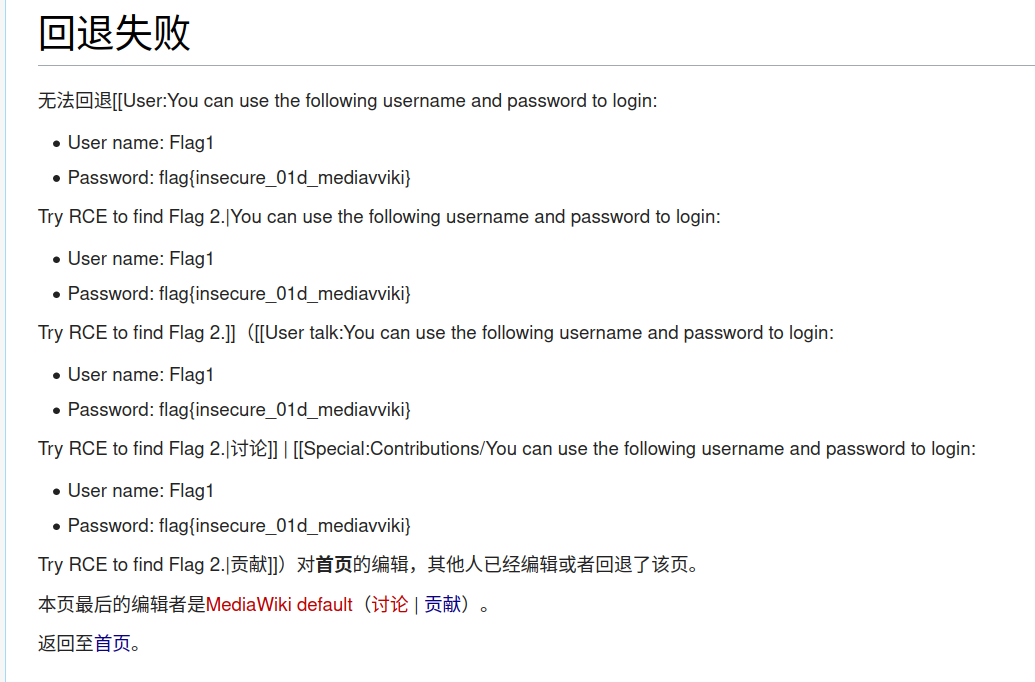 回退失败
无法回退[[User:You can use the following username and password to login:
• User name: Flag1
• Password: flag{insecure_01d_mediavviki}
Try RCE to find Flag 2.|You can use the following username and password to login:
• User name: Flag1
• Password: flag{insecure_01d_mediavviki}
Try RCE to find Flag 2.]]（[[User talk:You can use the following username and password to login:
• User name: Flag1
• Password: flag{insecure_01d_mediavviki}
Try RCE to find Flag 2.|讨论]] | [[Special:Contributions/You can use the following username and password to login:
• User name: Flag1
• Password: flag{insecure_01d_mediavviki}
Try RCE to find Flag 2.|贡献]]）对首页的编辑，其他人已经编辑或者回退了该页。
本页最后的编辑者是MediaWiki default（讨论 | 贡献）。
返回至首页。